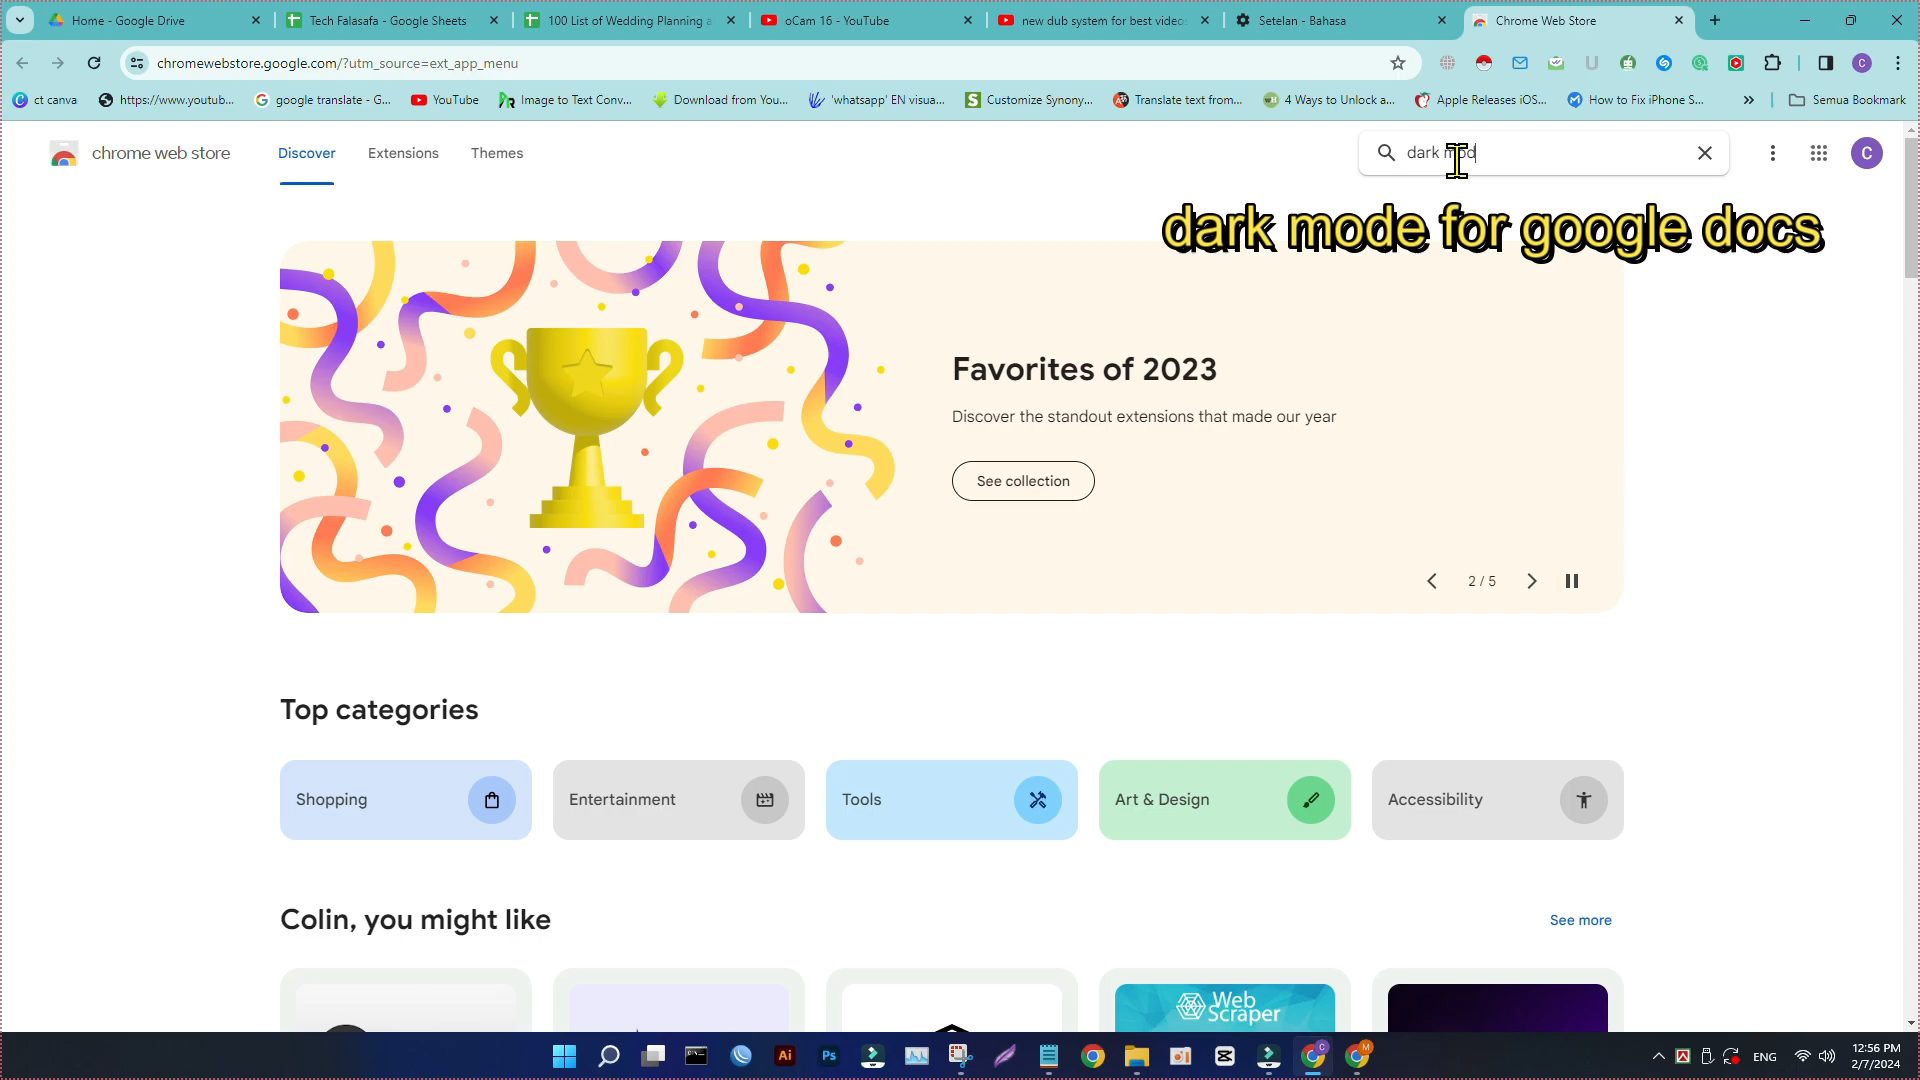 Home - Google Drive
Tech Falasafa - Google Sheets
100 List of Wedding Planning a
oCam 16 - YouTube
new dub system for best videos
Setelan - Bahasa
Chrome Web Store
chromewebstore.google.com/?utm_source=ext_app_menu
ct canva
https://www.youtub...
google translate - G...
YouTube
Image to Text Conv...
Download from You...
'whatsapp' EN visua...
Customize Synony...
Translate text from...
4 Ways to Unlock a...
Apple Releases iOS...
How to Fix iPhone S...
Semua Bookmark
chrome web store
Discover
Extensions
Themes
dark mod
C
dark mode for google docs
Favorites of 2023
Discover the standout extensions that made our year
See collection
2 / 5
Top categories
Shopping
Entertainment
Tools
Art & Design
Accessibility
Colin, you might like
See more
Web
Scraper
Ai
Ps
ENG
12:56 PM
2/7/2024